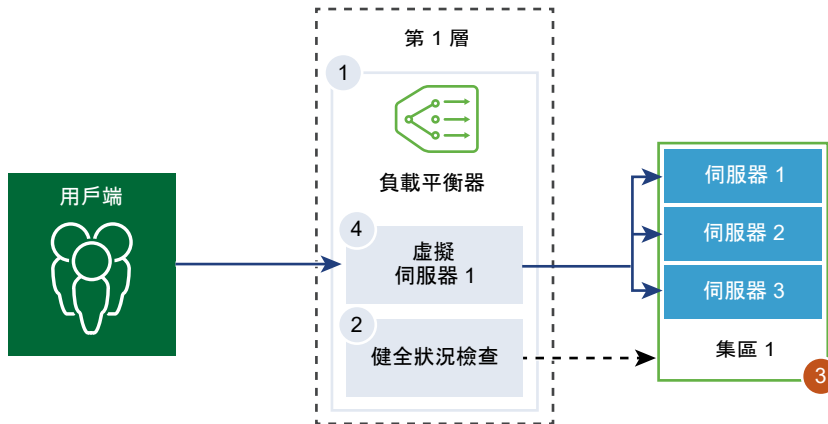 第 1 層
1
負載平衡器
用戶端
4
虛擬
伺服器 1
2
健全狀況檢查
伺服器 1
伺服器 2
伺服器 3
集區 1
3